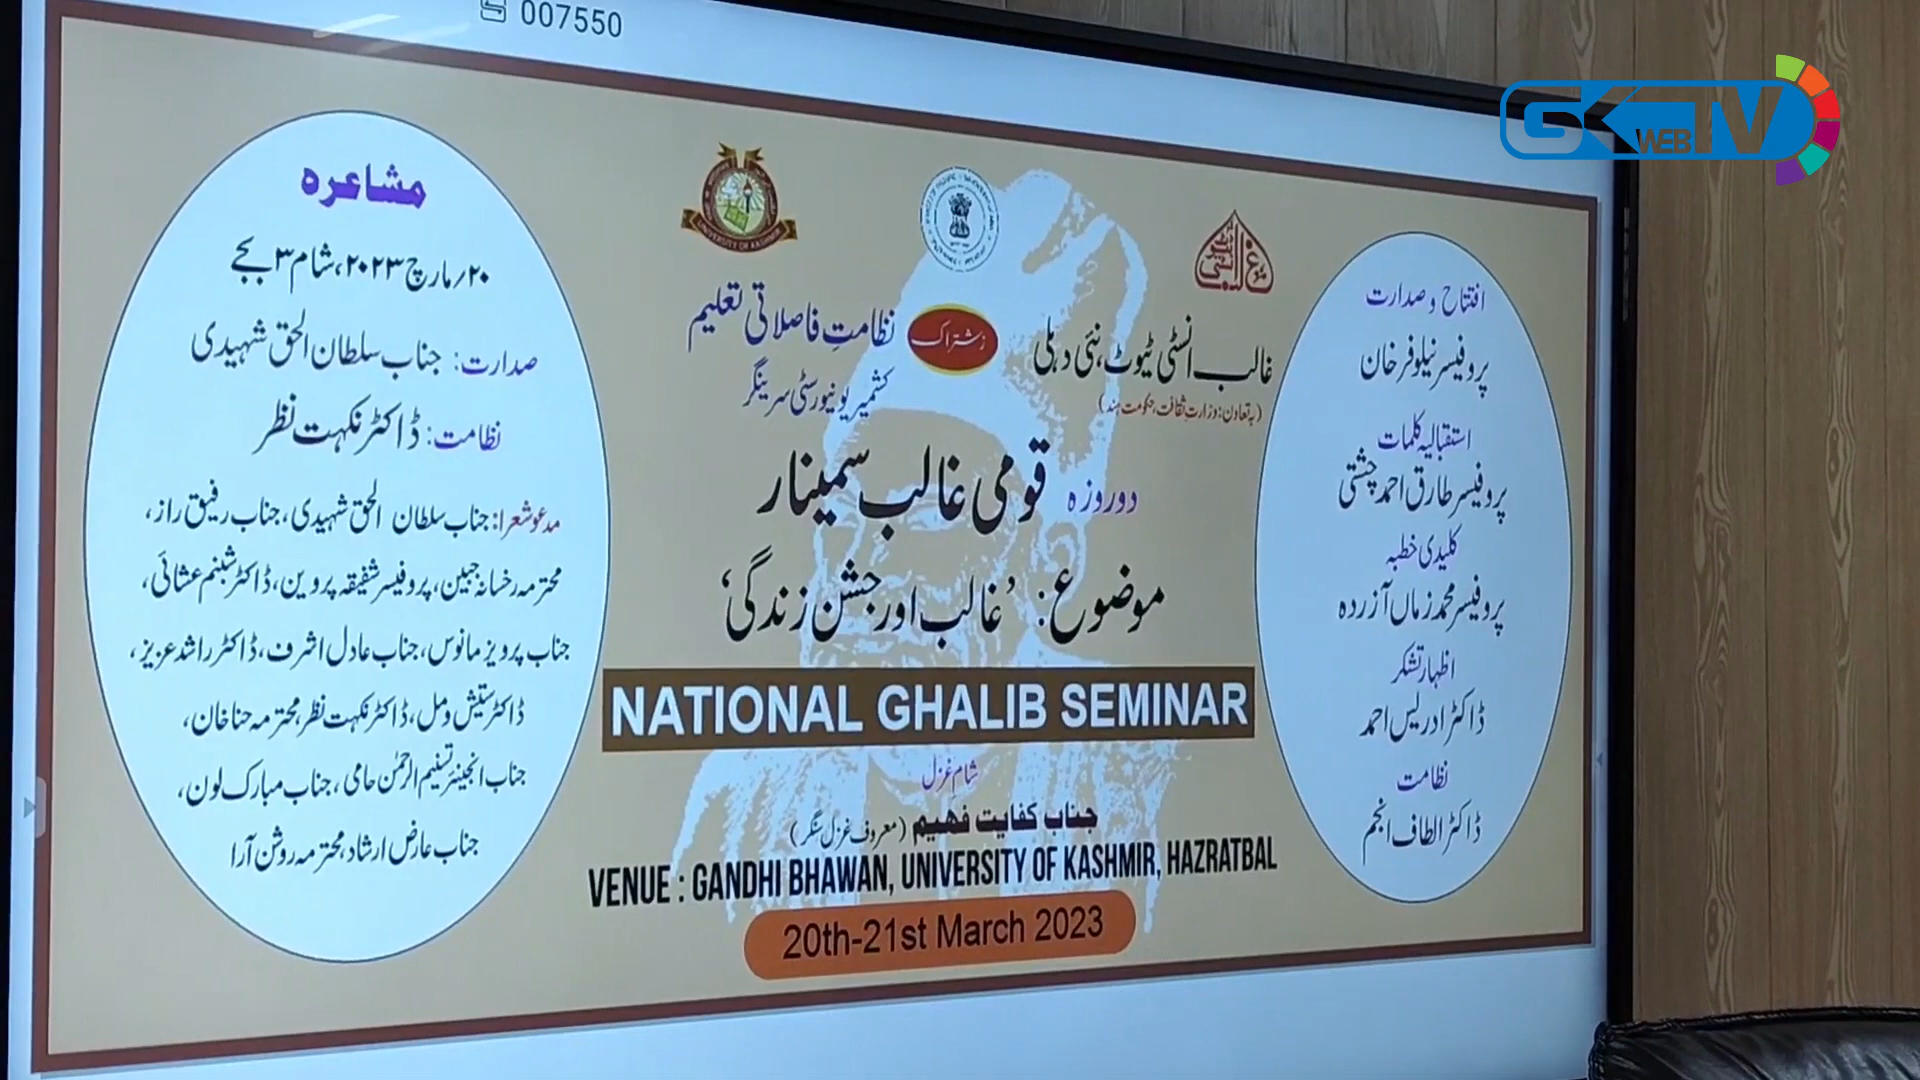 007550
GK WEB TV
UNIVERSITY OF KASHMIR
غالب انسٹی ٹیوٹ، نئی دہلی
(بہ تعاون: وزارت ثقافت، حکومت ہند)
اشتراک
نظامتِ فاصلاتی تعلیم
کشمیر یونیورسٹی سرینگر
دو روزہ قومی غالب سمینار
موضوع: 'غالب اور جشن زندگی'
NATIONAL GHALIB SEMINAR
شام غزل
جناب کفایت فہیم (معروف غزل سنگر)
VENUE : GANDHI BHAWAN, UNIVERSITY OF KASHMIR, HAZRATBAL
20th-21st March 2023
افتتاح و صدارت
پروفیسر نیلوفر خان
استقبالیہ کلمات
پروفیسر طارق احمد چشتی
کلیدی خطبہ
پروفیسر محمد زماں آزردہ
اظہار تشکر
ڈاکٹر ادریس احمد
نظامت
ڈاکٹر الطاف انجم
مشاعرہ
۲۰/مارچ ۲۰۲۳، شام ۳ بجے
صدارت: جناب سلطان الحق شہیدی
نظامت: ڈاکٹر نکہت نظر
مدعو شعرا: جناب سلطان الحق شہیدی، جناب رفیق راز،
محترمہ رخسانہ جبین، پروفیسر شفیقہ پروین، ڈاکٹر شبنم عشائی،
جناب پرویز مانوس، جناب عادل اشرف، ڈاکٹر راشد عزیز،
ڈاکٹر ستیش ومل، ڈاکٹر نکہت نظر، محترمہ حنا خان،
جناب انجینئر تسنیم الرحمٰن حامی، جناب مبارک لون،
جناب عارض ارشاد، محترمہ روشن آرا